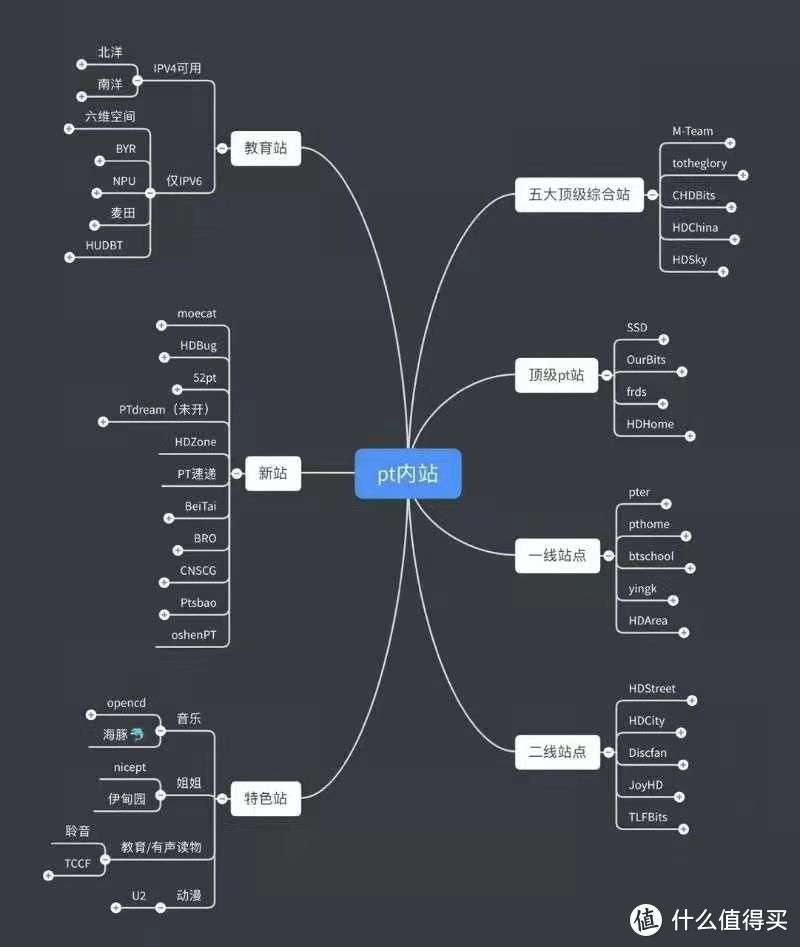 pt内站
教育站
IPV4可用
北洋
南洋
仅IPV6
六维空间
BYR
NPU
麦田
HUDBT
新站
moecat
HDBug
52pt
PTdream（未开）
HDZone
PT速递
BeiTai
BRO
CNSCG
Ptsbao
oshenPT
特色站
音乐
opencd
海豚🐬
姐姐
nicept
伊甸园
教育/有声读物
聆音
TCCF
动漫
U2
五大顶级综合站
M-Team
totheglory
CHDBits
HDChina
HDSky
顶级pt站
SSD
OurBits
frds
HDHome
一线站点
pter
pthome
btschool
yingk
HDArea
二线站点
HDStreet
HDCity
Discfan
JoyHD
TLFBits
值 什么值得买